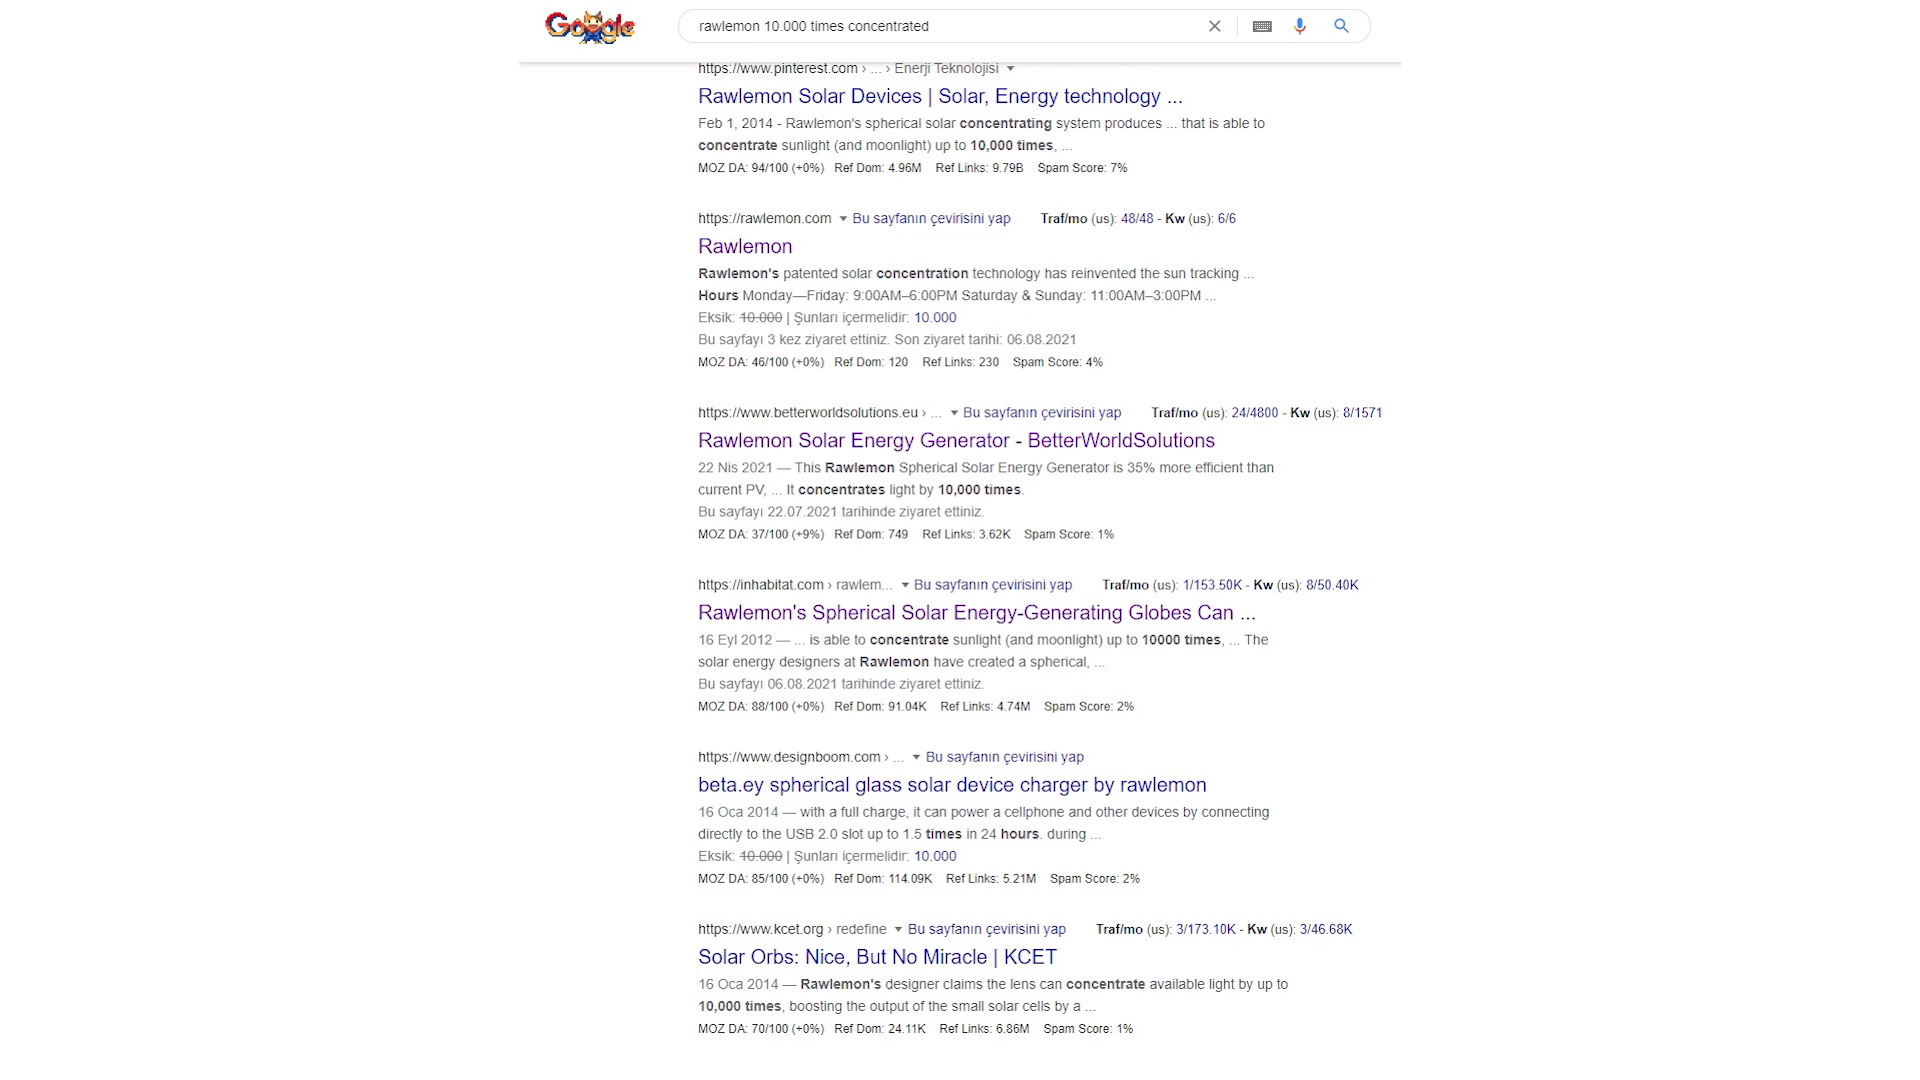 Google
rawlemon 10.000 times concentrated
https://www.pinterest.com › ... › Enerji Teknolojisi
Rawlemon Solar Devices | Solar, Energy technology ...
Feb 1, 2014 - Rawlemon's spherical solar concentrating system produces ... that is able to
concentrate sunlight (and moonlight) up to 10,000 times, ...
MOZ DA: 94/100 (+0%) Ref Dom: 4.96M Ref Links: 9.79B Spam Score: 7%
https://rawlemon.com Bu sayfanın çevirisini yap Traf/mo (us): 48/48 - Kw (us): 6/6
Rawlemon
Rawlemon's patented solar concentration technology has reinvented the sun tracking ...
Hours Monday—Friday: 9:00AM–6:00PM Saturday & Sunday: 11:00AM–3:00PM ...
Eksik: 10.000 | Şunları içermelidir: 10.000
Bu sayfayı 3 kez ziyaret ettiniz. Son ziyaret tarihi: 06.08.2021
MOZ DA: 46/100 (+0%) Ref Dom: 120 Ref Links: 230 Spam Score: 4%
https://www.betterworldsolutions.eu › ... Bu sayfanın çevirisini yap Traf/mo (us): 24/4800 - Kw (us): 8/1571
Rawlemon Solar Energy Generator - BetterWorldSolutions
22 Nis 2021 — This Rawlemon Spherical Solar Energy Generator is 35% more efficient than
current PV, ... It concentrates light by 10,000 times.
Bu sayfayı 22.07.2021 tarihinde ziyaret ettiniz.
MOZ DA: 37/100 (+9%) Ref Dom: 749 Ref Links: 3.62K Spam Score: 1%
https://inhabitat.com › rawlem... Bu sayfanın çevirisini yap Traf/mo (us): 1/153.50K - Kw (us): 8/50.40K
Rawlemon's Spherical Solar Energy-Generating Globes Can ...
16 Eyl 2012 — ... is able to concentrate sunlight (and moonlight) up to 10000 times, ... The
solar energy designers at Rawlemon have created a spherical, ...
Bu sayfayı 06.08.2021 tarihinde ziyaret ettiniz.
MOZ DA: 88/100 (+0%) Ref Dom: 91.04K Ref Links: 4.74M Spam Score: 2%
https://www.designboom.com › ... Bu sayfanın çevirisini yap
beta.ey spherical glass solar device charger by rawlemon
16 Oca 2014 — with a full charge, it can power a cellphone and other devices by connecting
directly to the USB 2.0 slot up to 1.5 times in 24 hours. during ...
Eksik: 10.000 | Şunları içermelidir: 10.000
MOZ DA: 85/100 (+0%) Ref Dom: 114.09K Ref Links: 5.21M Spam Score: 2%
https://www.kcet.org › redefine Bu sayfanın çevirisini yap Traf/mo (us): 3/173.10K - Kw (us): 3/46.68K
Solar Orbs: Nice, But No Miracle | KCET
16 Oca 2014 — Rawlemon's designer claims the lens can concentrate available light by up to
10,000 times, boosting the output of the small solar cells by a ...
MOZ DA: 70/100 (+0%) Ref Dom: 24.11K Ref Links: 6.86M Spam Score: 1%